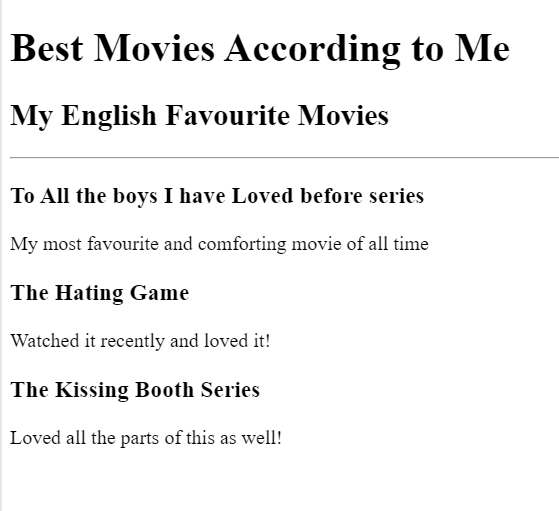 Best Movies According to Me
My English Favourite Movies
To All the boys I have Loved before series
My most favourite and comforting movie of all time
The Hating Game
Watched it recently and loved it!
The Kissing Booth Series
Loved all the parts of this as well!